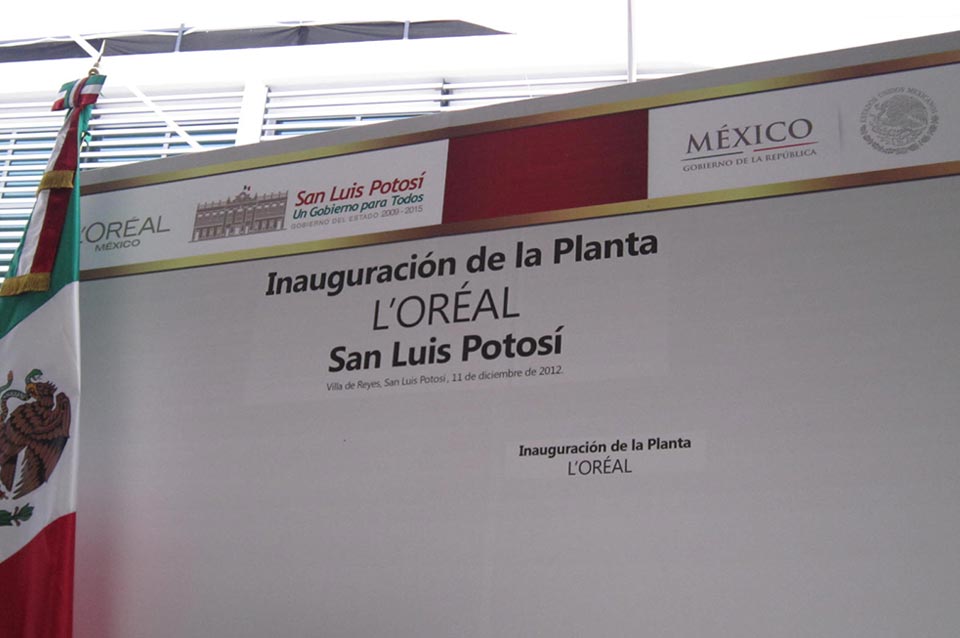 L'ORÉAL
MÉXICO
San Luis Potosí
Un Gobierno para Todos
GOBIERNO DEL ESTADO 2009 - 2015
MÉXICO
GOBIERNO DE LA REPÚBLICA
ESTADOS UNIDOS MEXICANOS
Inauguración de la Planta
L'ORÉAL
San Luis Potosí
Villa de Reyes, San Luis Potosí, 11 de diciembre de 2012.
Inauguración de la Planta
L'ORÉAL